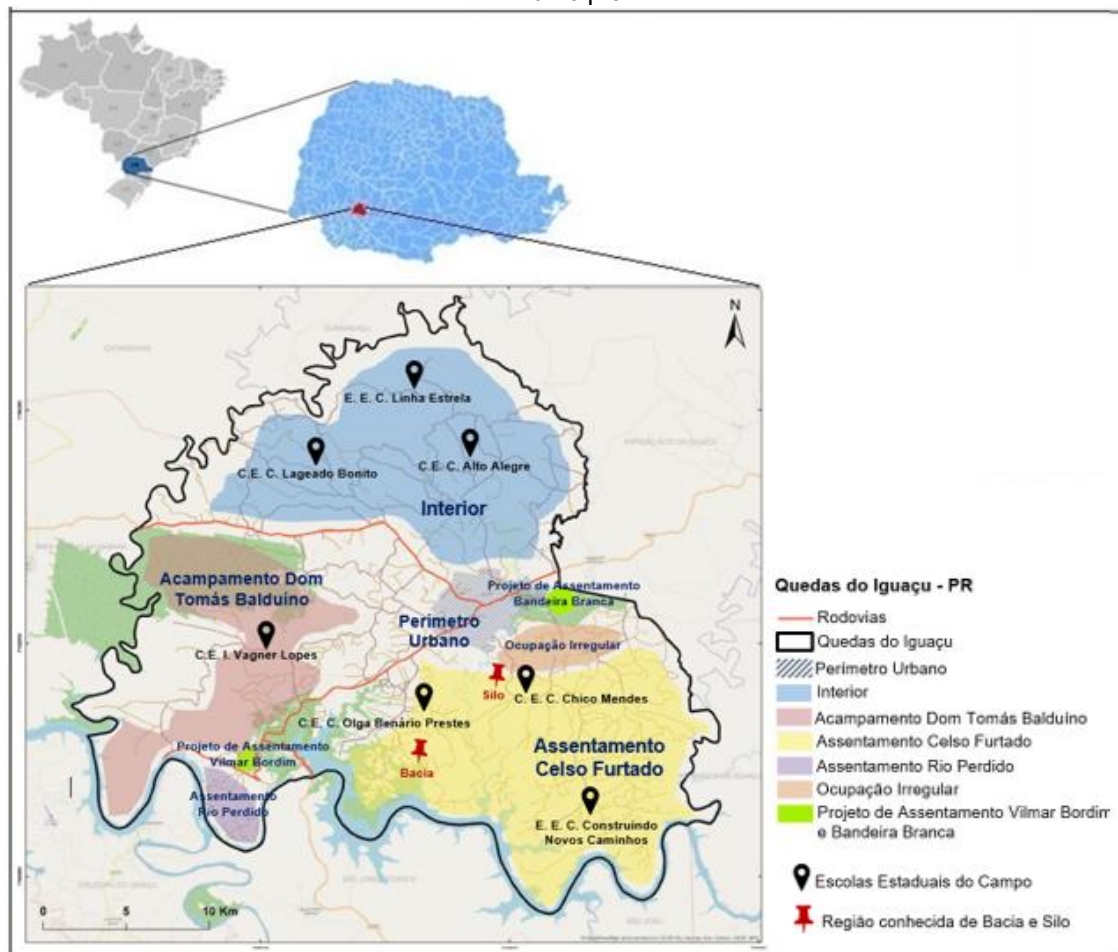 N
E. E. C. Linha Estrela
C.E. C. Lageado Bonito
C.E. C. Alto Alegre
Interior
Acampamento Dom
Tomás Balduíno
Projeto de Assentamento
Bandeira Branca
Perímetro
Urbano
Ocupação Irregular
C.E. I. Vagner Lopes
Silo
C. E. C. Chico Mendes
C.E. C. Olga Benário Prestes
Projeto de Assentamento
Vilmar Bordim
Bacia
Assentamento
Celso Furtado
Assentamento
Rio Perdido
E. E. C. Construindo
Novos Caminhos
0 5 10 Km
Quedas do Iguaçu - PR
Rodovias
Quedas do Iguaçu
Perímetro Urbano
Interior
Acampamento Dom Tomás Balduíno
Assentamento Celso Furtado
Assentamento Rio Perdido
Ocupação Irregular
Projeto de Assentamento Vilmar Bordim
e Bandeira Branca
Escolas Estaduais do Campo
Região conhecida de Bacia e Silo